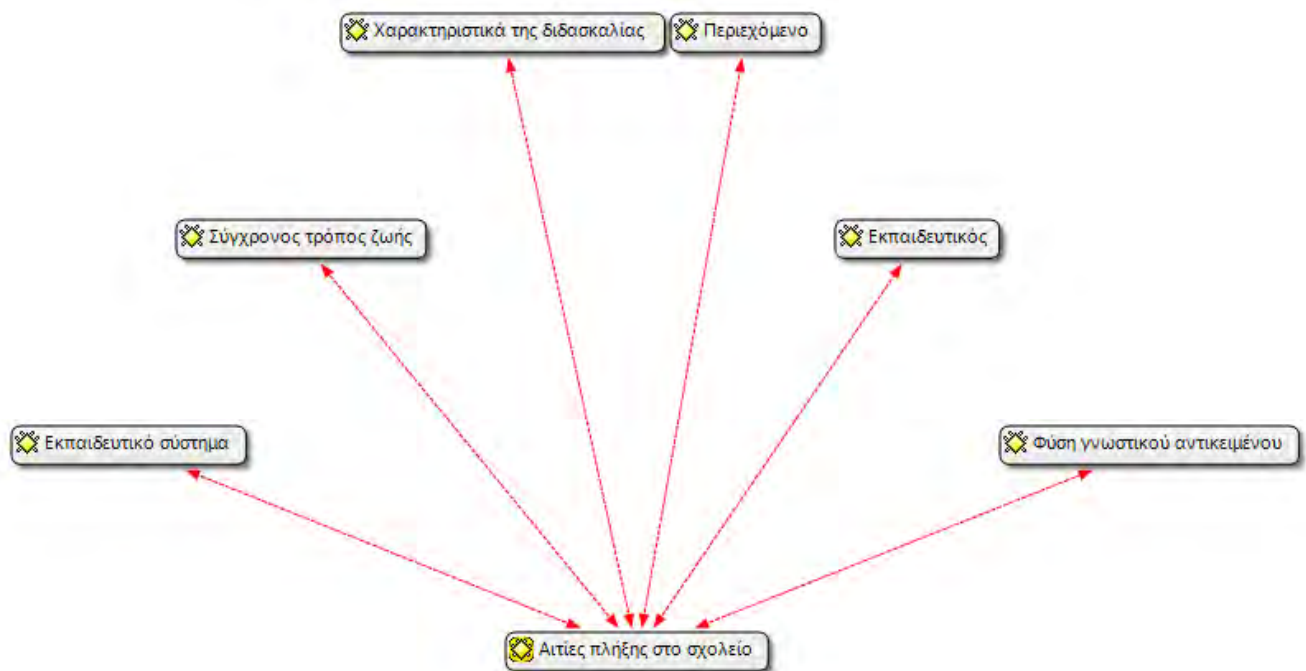 Χαρακτηριστικά της διδασκαλίας
Περιεχόμενο
Σύγχρονος τρόπος ζωής
Εκπαιδευτικός
Εκπαιδευτικό σύστημα
Φύση γνωστικού αντικειμένου
Αιτίες πλήξης στο σχολείο